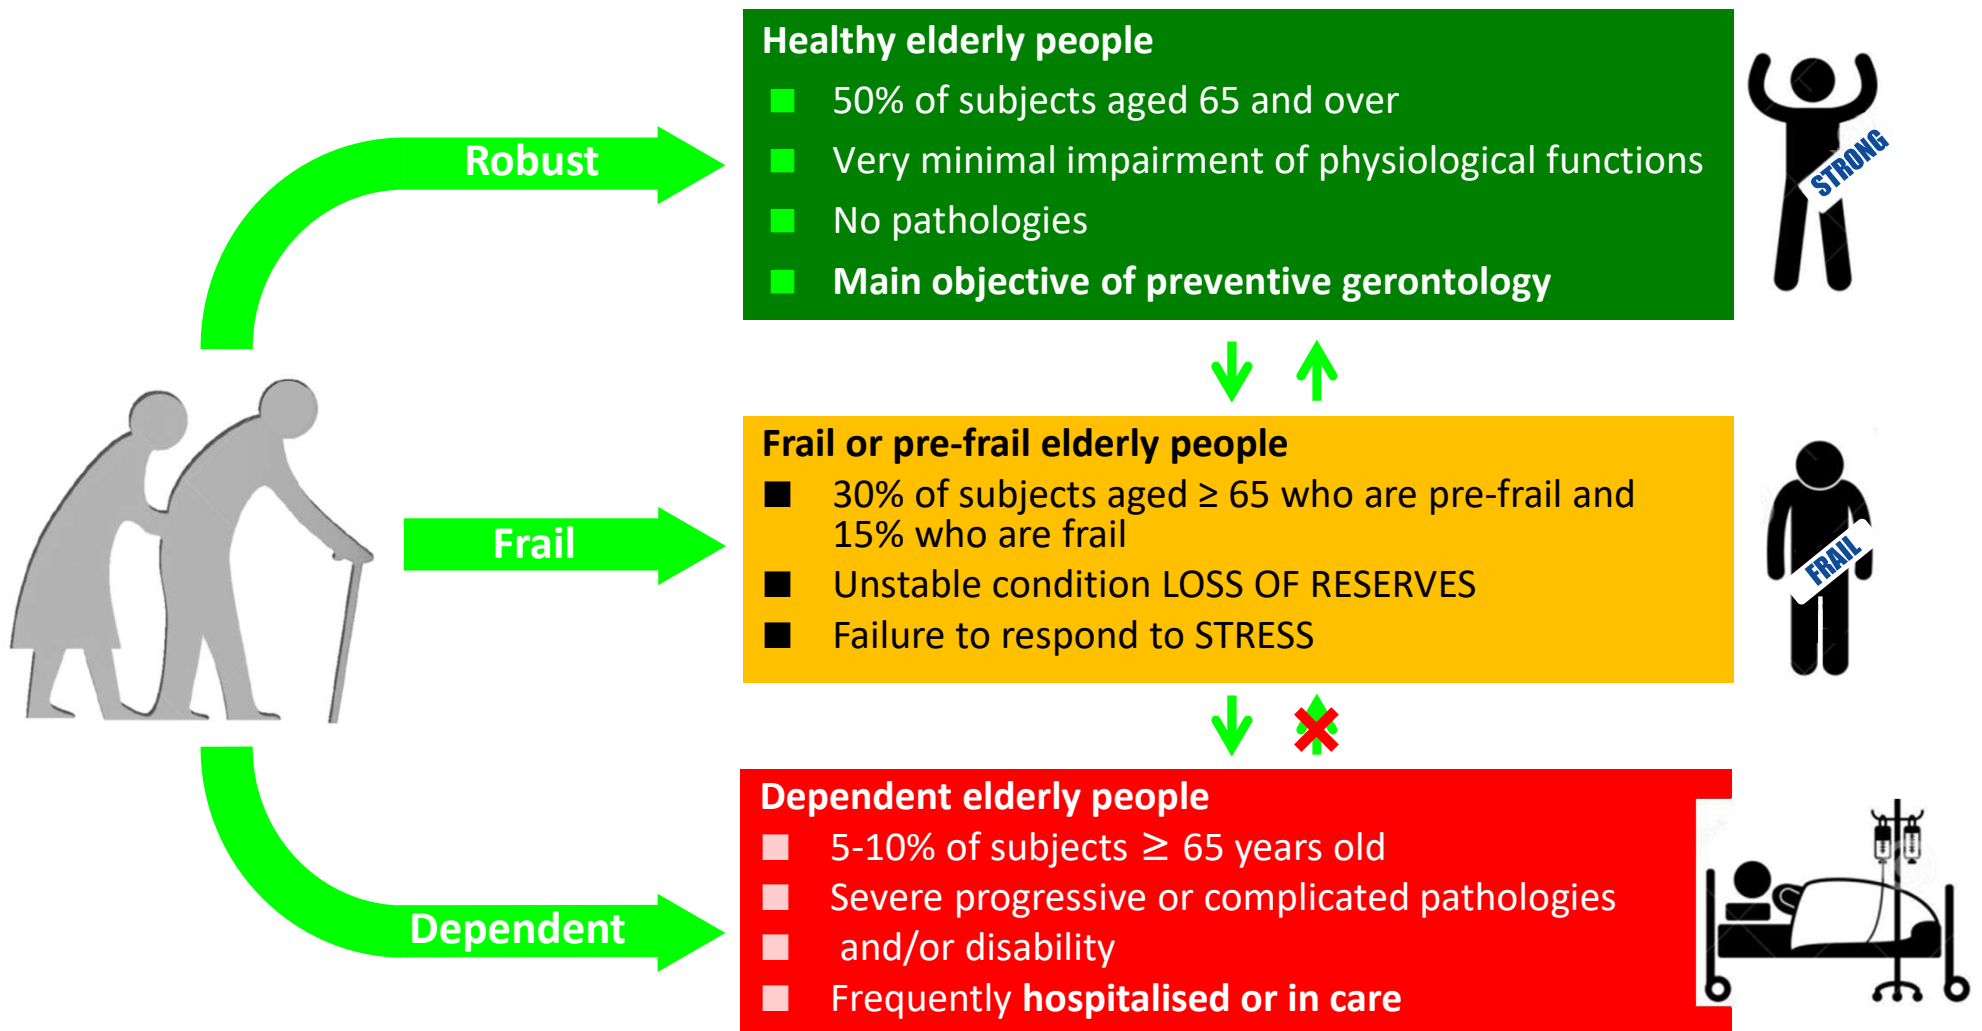 Healthy elderly people
50% of subjects aged 65 and over
Very minimal impairment of physiological functions
No pathologies
Main objective of preventive gerontology
STRONG
Robust
Frail or pre-frail elderly people
30% of subjects aged ≥ 65 who are pre-frail and
15% who are frail
Unstable condition LOSS OF RESERVES
Failure to respond to STRESS
FRAIL
Frail
Dependent elderly people
5-10% of subjects ≥ 65 years old
Severe progressive or complicated pathologies
and/or disability
Frequently hospitalised or in care
Dependent